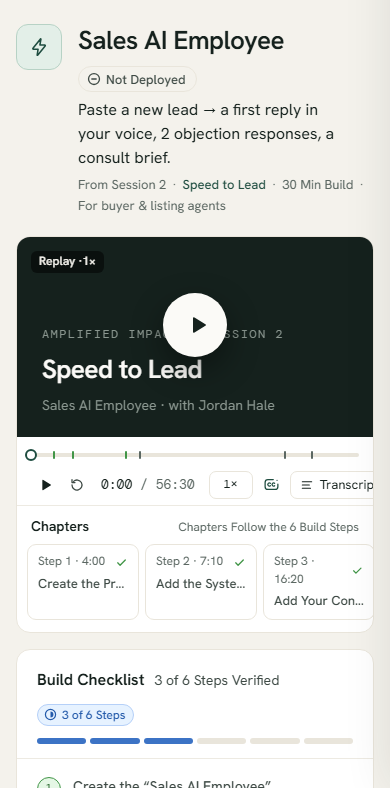 Sales AI Employee
Not Deployed
Paste a new lead → a first reply in
your voice, 2 objection responses, a
consult brief.
From Session 2 · Speed to Lead · 30 Min Build ·
For buyer & listing agents
Replay · 1×
AMPLIFIED IMPA SSION 2
Speed to Lead
Sales AI Employee · with Jordan Hale
0:00 / 56:30 1× CC Transcrip
Chapters Chapters Follow the 6 Build Steps
Step 1 · 4:00
Create the Pr...
Step 2 · 7:10
Add the Syste...
Step 3 ·
16:20
Add Your Con...
Build Checklist 3 of 6 Steps Verified
3 of 6 Steps
1 Create the “Sales AI Employee”